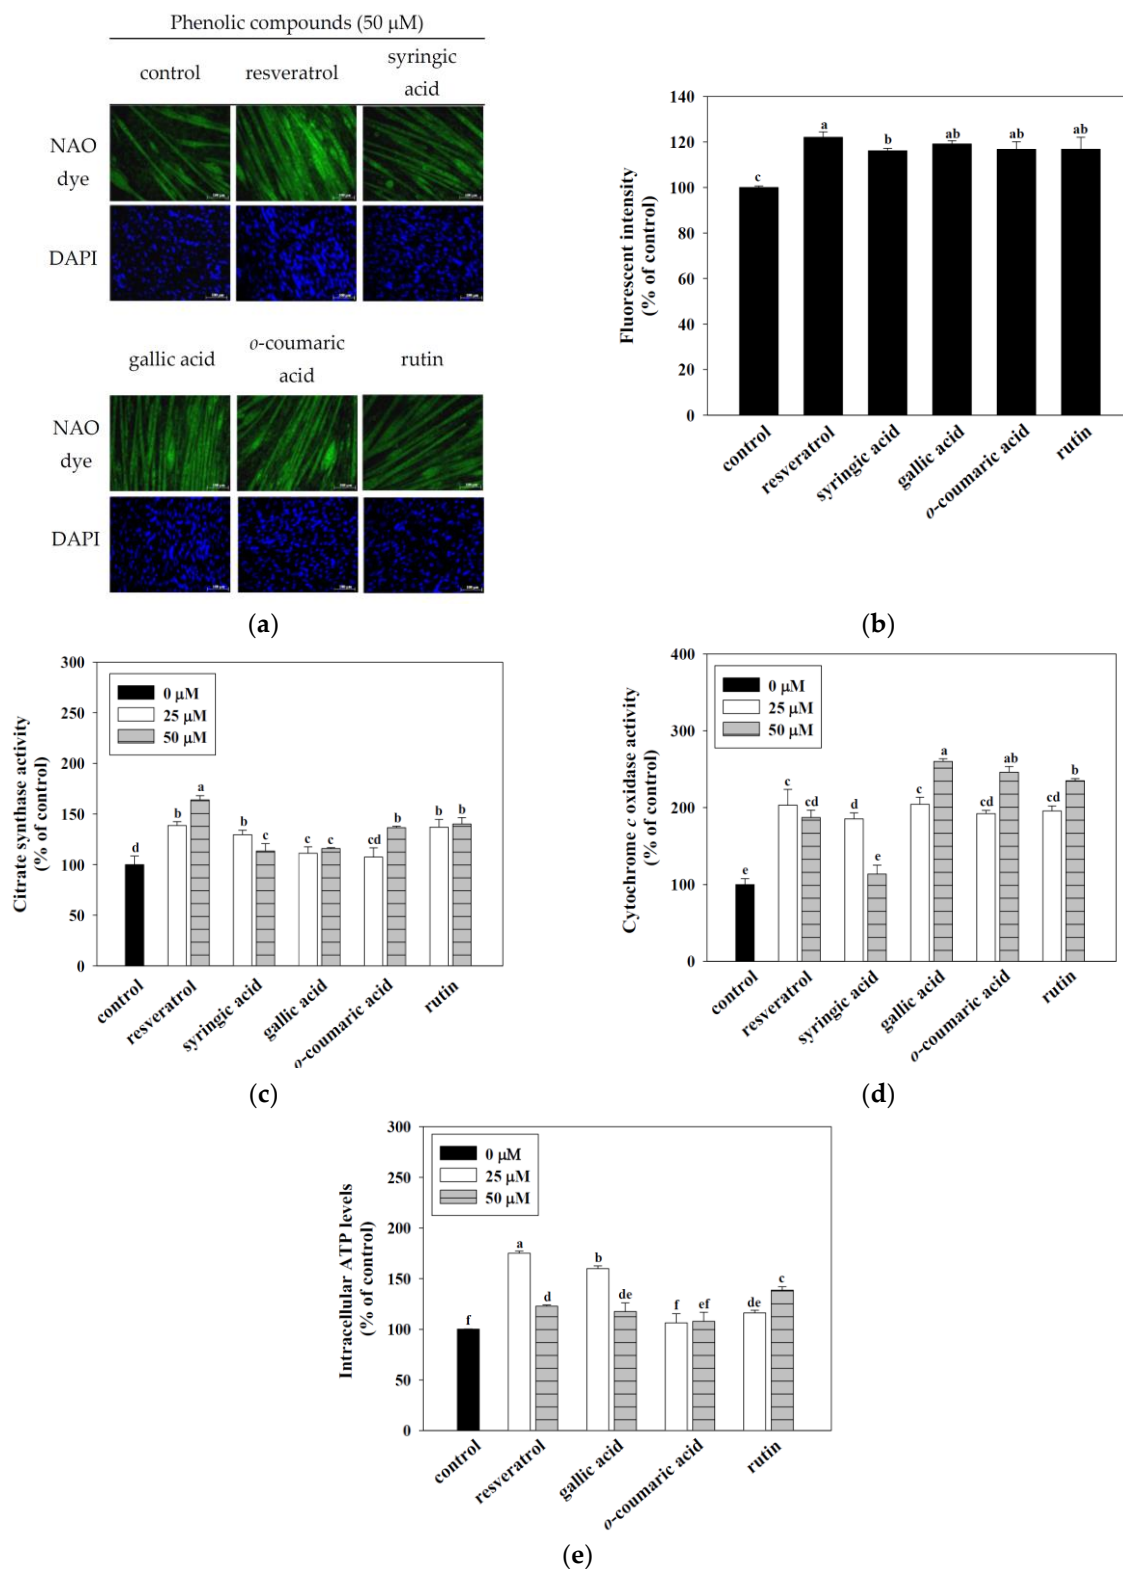 Phenolic compounds (50 µM)
control resveratrol syringic
acid
NAO
dye
DAPI
gallic acid o-coumaric
acid rutin
NAO
dye
DAPI
(a)
Fluorescent intensity
(% of control)
140
120
100
80
60
40
20
0
c a b ab ab ab
control resveratrol syringic acid gallic acid o-coumaric acid rutin
(b)
Citrate synthase activity
(% of control)
300
250
200
150
100
50
0
0 µM
25 µM
50 µM
d b a b c c c cd b b b
control resveratrol syringic acid gallic acid o-coumaric acid rutin
(c)
Cytochrome c oxidase activity
(% of control)
400
300
200
100
0
0 µM
25 µM
50 µM
e c cd d e c a cd ab cd b
control resveratrol syringic acid gallic acid o-coumaric acid rutin
(d)
Intracellular ATP levels
(% of control)
300
250
200
150
100
50
0
0 µM
25 µM
50 µM
f a d b de f ef de c
control resveratrol gallic acid o-coumaric acid rutin
(e)